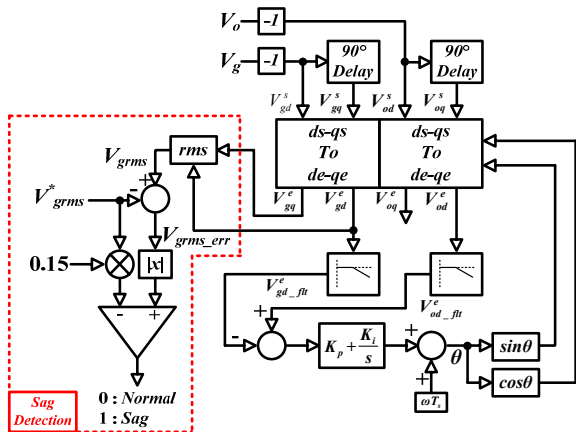 V_o
-1
V_g
-1
90°
Delay
90°
Delay
V^s_gd
V^s_gq
V^s_od
V^s_oq
ds-qs
To
de-qe
ds-qs
To
de-qe
rms
V_grms
+
V*_grms
-
V^e_gq
V^e_gd
V^e_oq
V^e_od
V_grms_err
0.15
|x|
V^e_gd_flt
V^e_od_flt
- +
-
+
K_p + K_i/s
+
+
θ
sinθ
cosθ
ωT_s
0 : Normal
1 : Sag
Sag
Detection